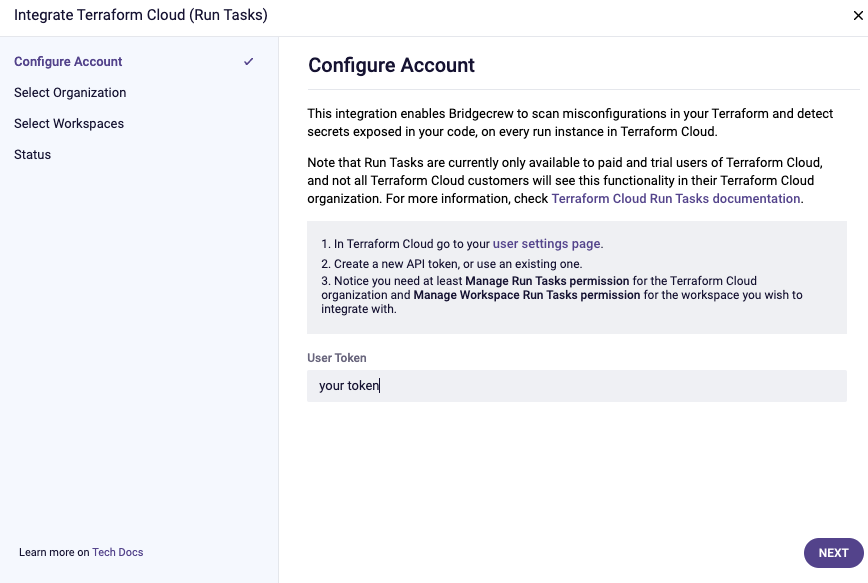 Integrate Terraform Cloud (Run Tasks)
Configure Account
Select Organization
Select Workspaces
Status
Learn more on Tech Docs
Configure Account
This integration enables Bridgecrew to scan misconfigurations in your Terraform and detect
secrets exposed in your code, on every run instance in Terraform Cloud.
Note that Run Tasks are currently only available to paid and trial users of Terraform Cloud,
and not all Terraform Cloud customers will see this functionality in their Terraform Cloud
organization. For more information, check Terraform Cloud Run Tasks documentation.
1. In Terraform Cloud go to your user settings page.
2. Create a new API token, or use an existing one.
3. Notice you need at least Manage Run Tasks permission for the Terraform Cloud
organization and Manage Workspace Run Tasks permission for the workspace you wish to
integrate with.
User Token
your token
NEXT